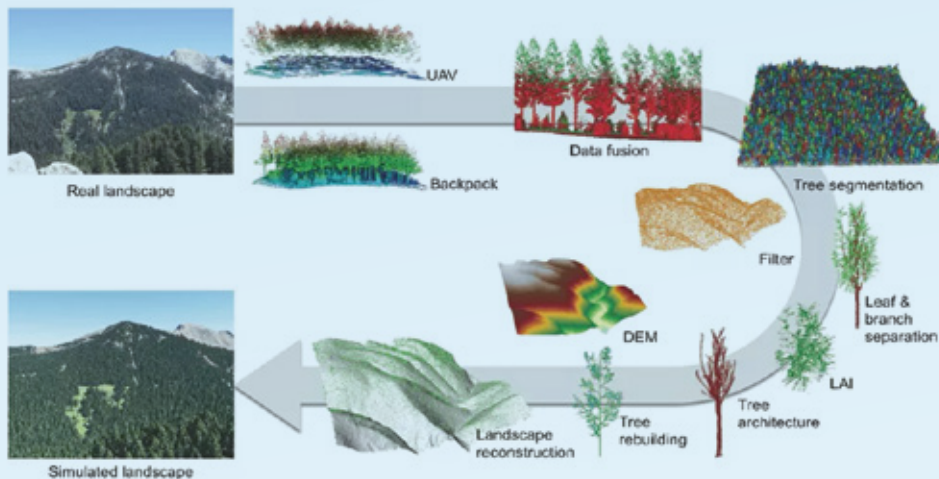 UAV
Data fusion
Real landscape
Backpack
Tree segmentation
Filter
Leaf &
branch
separation
DEM
LAI
Tree
architecture
Tree
rebuilding
Landscape
reconstruction
Simulated landscape